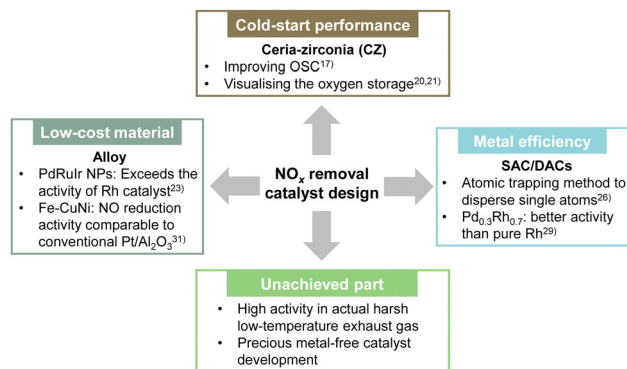 Cold-start performance
Ceria-zirconia (CZ)
• Improving OSC17)
• Visualising the oxygen storage20,21)
Low-cost material
Alloy
• PdRuIr NPs: Exceeds the
activity of Rh catalyst23)
• Fe-CuNi: NO reduction
activity comparable to
conventional Pt/Al2O331)
NOx removal
catalyst design
Metal efficiency
SAC/DACs
• Atomic trapping method to
disperse single atoms26)
• Pd0.3Rh0.7: better activity
than pure Rh29)
Unachieved part
• High activity in actual harsh
low-temperature exhaust gas
• Precious metal-free catalyst
development